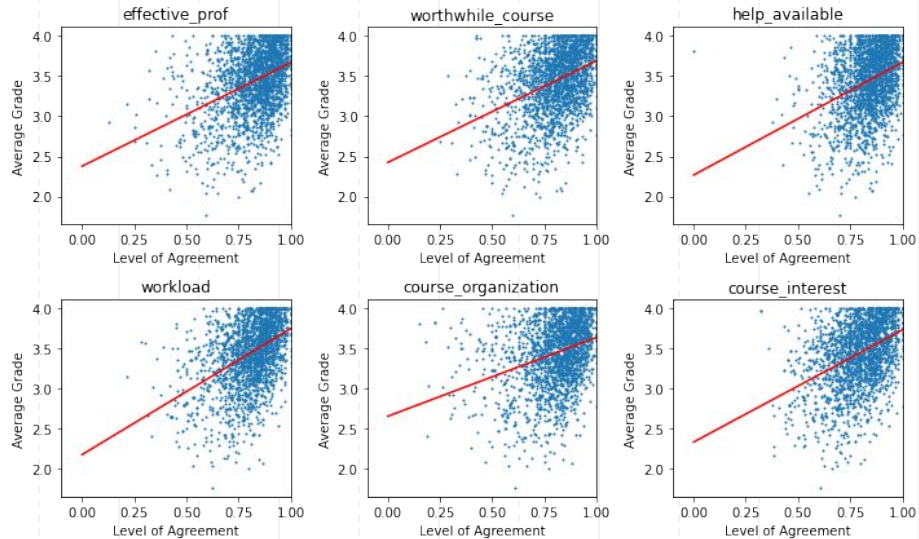 effective_prof
worthwhile_course
help_available
4.0
3.5
3.0
2.5
2.0
Average Grade
0.00 0.25 0.50 0.75 1.00
Level of Agreement
4.0
3.5
3.0
2.5
2.0
Average Grade
0.00 0.25 0.50 0.75 1.00
Level of Agreement
4.0
3.5
3.0
2.5
2.0
Average Grade
0.00 0.25 0.50 0.75 1.00
Level of Agreement
workload
course_organization
course_interest
4.0
3.5
3.0
2.5
2.0
Average Grade
0.00 0.25 0.50 0.75 1.00
Level of Agreement
4.0
3.5
3.0
2.5
2.0
Average Grade
0.00 0.25 0.50 0.75 1.00
Level of Agreement
4.0
3.5
3.0
2.5
2.0
Average Grade
0.00 0.25 0.50 0.75 1.00
Level of Agreement